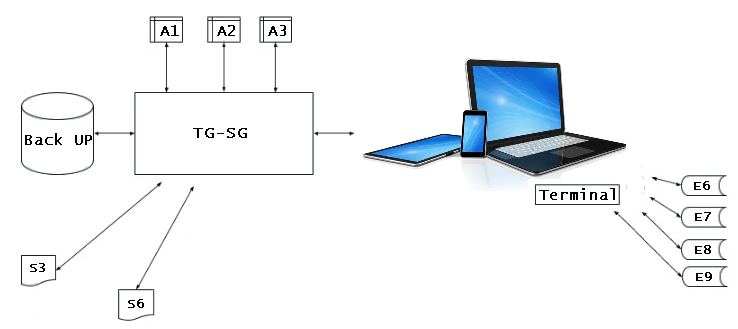 A1
A2
A3
Back UP
TG-SG
Terminal
E6
E7
E8
E9
S3
S6